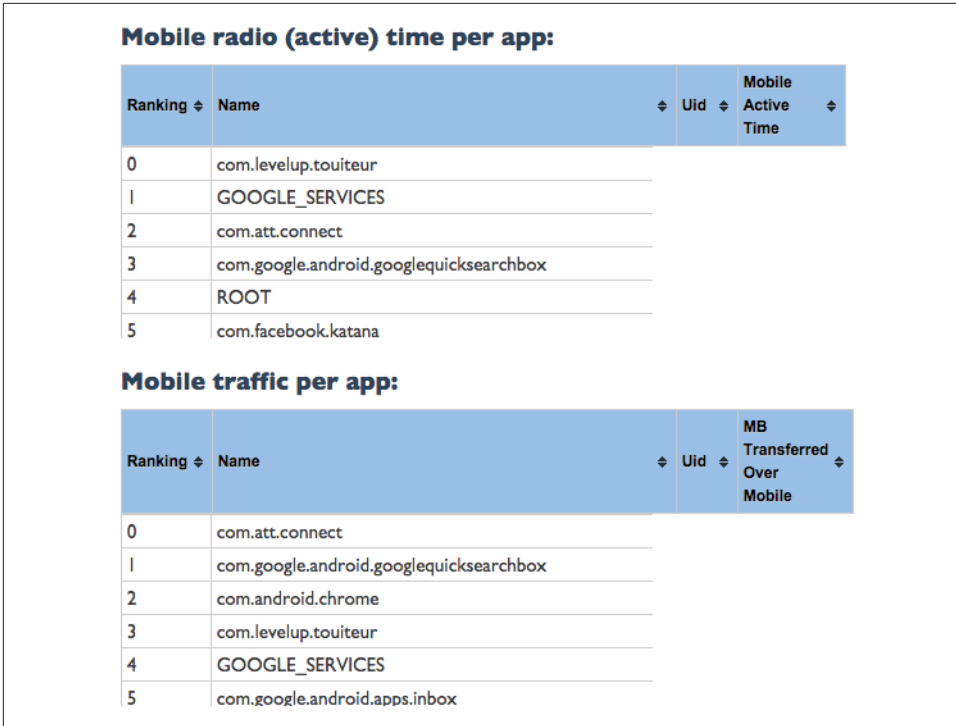 Mobile radio (active) time per app:
Ranking Name Uid Mobile Active Time
0 com.levelup.touiteur
1 GOOGLE_SERVICES
2 com.att.connect
3 com.google.android.googlequicksearchbox
4 ROOT
5 com.facebook.katana
Mobile traffic per app:
Ranking Name Uid MB Transferred Over Mobile
0 com.att.connect
1 com.google.android.googlequicksearchbox
2 com.android.chrome
3 com.levelup.touiteur
4 GOOGLE_SERVICES
5 com.google.android.apps.inbox